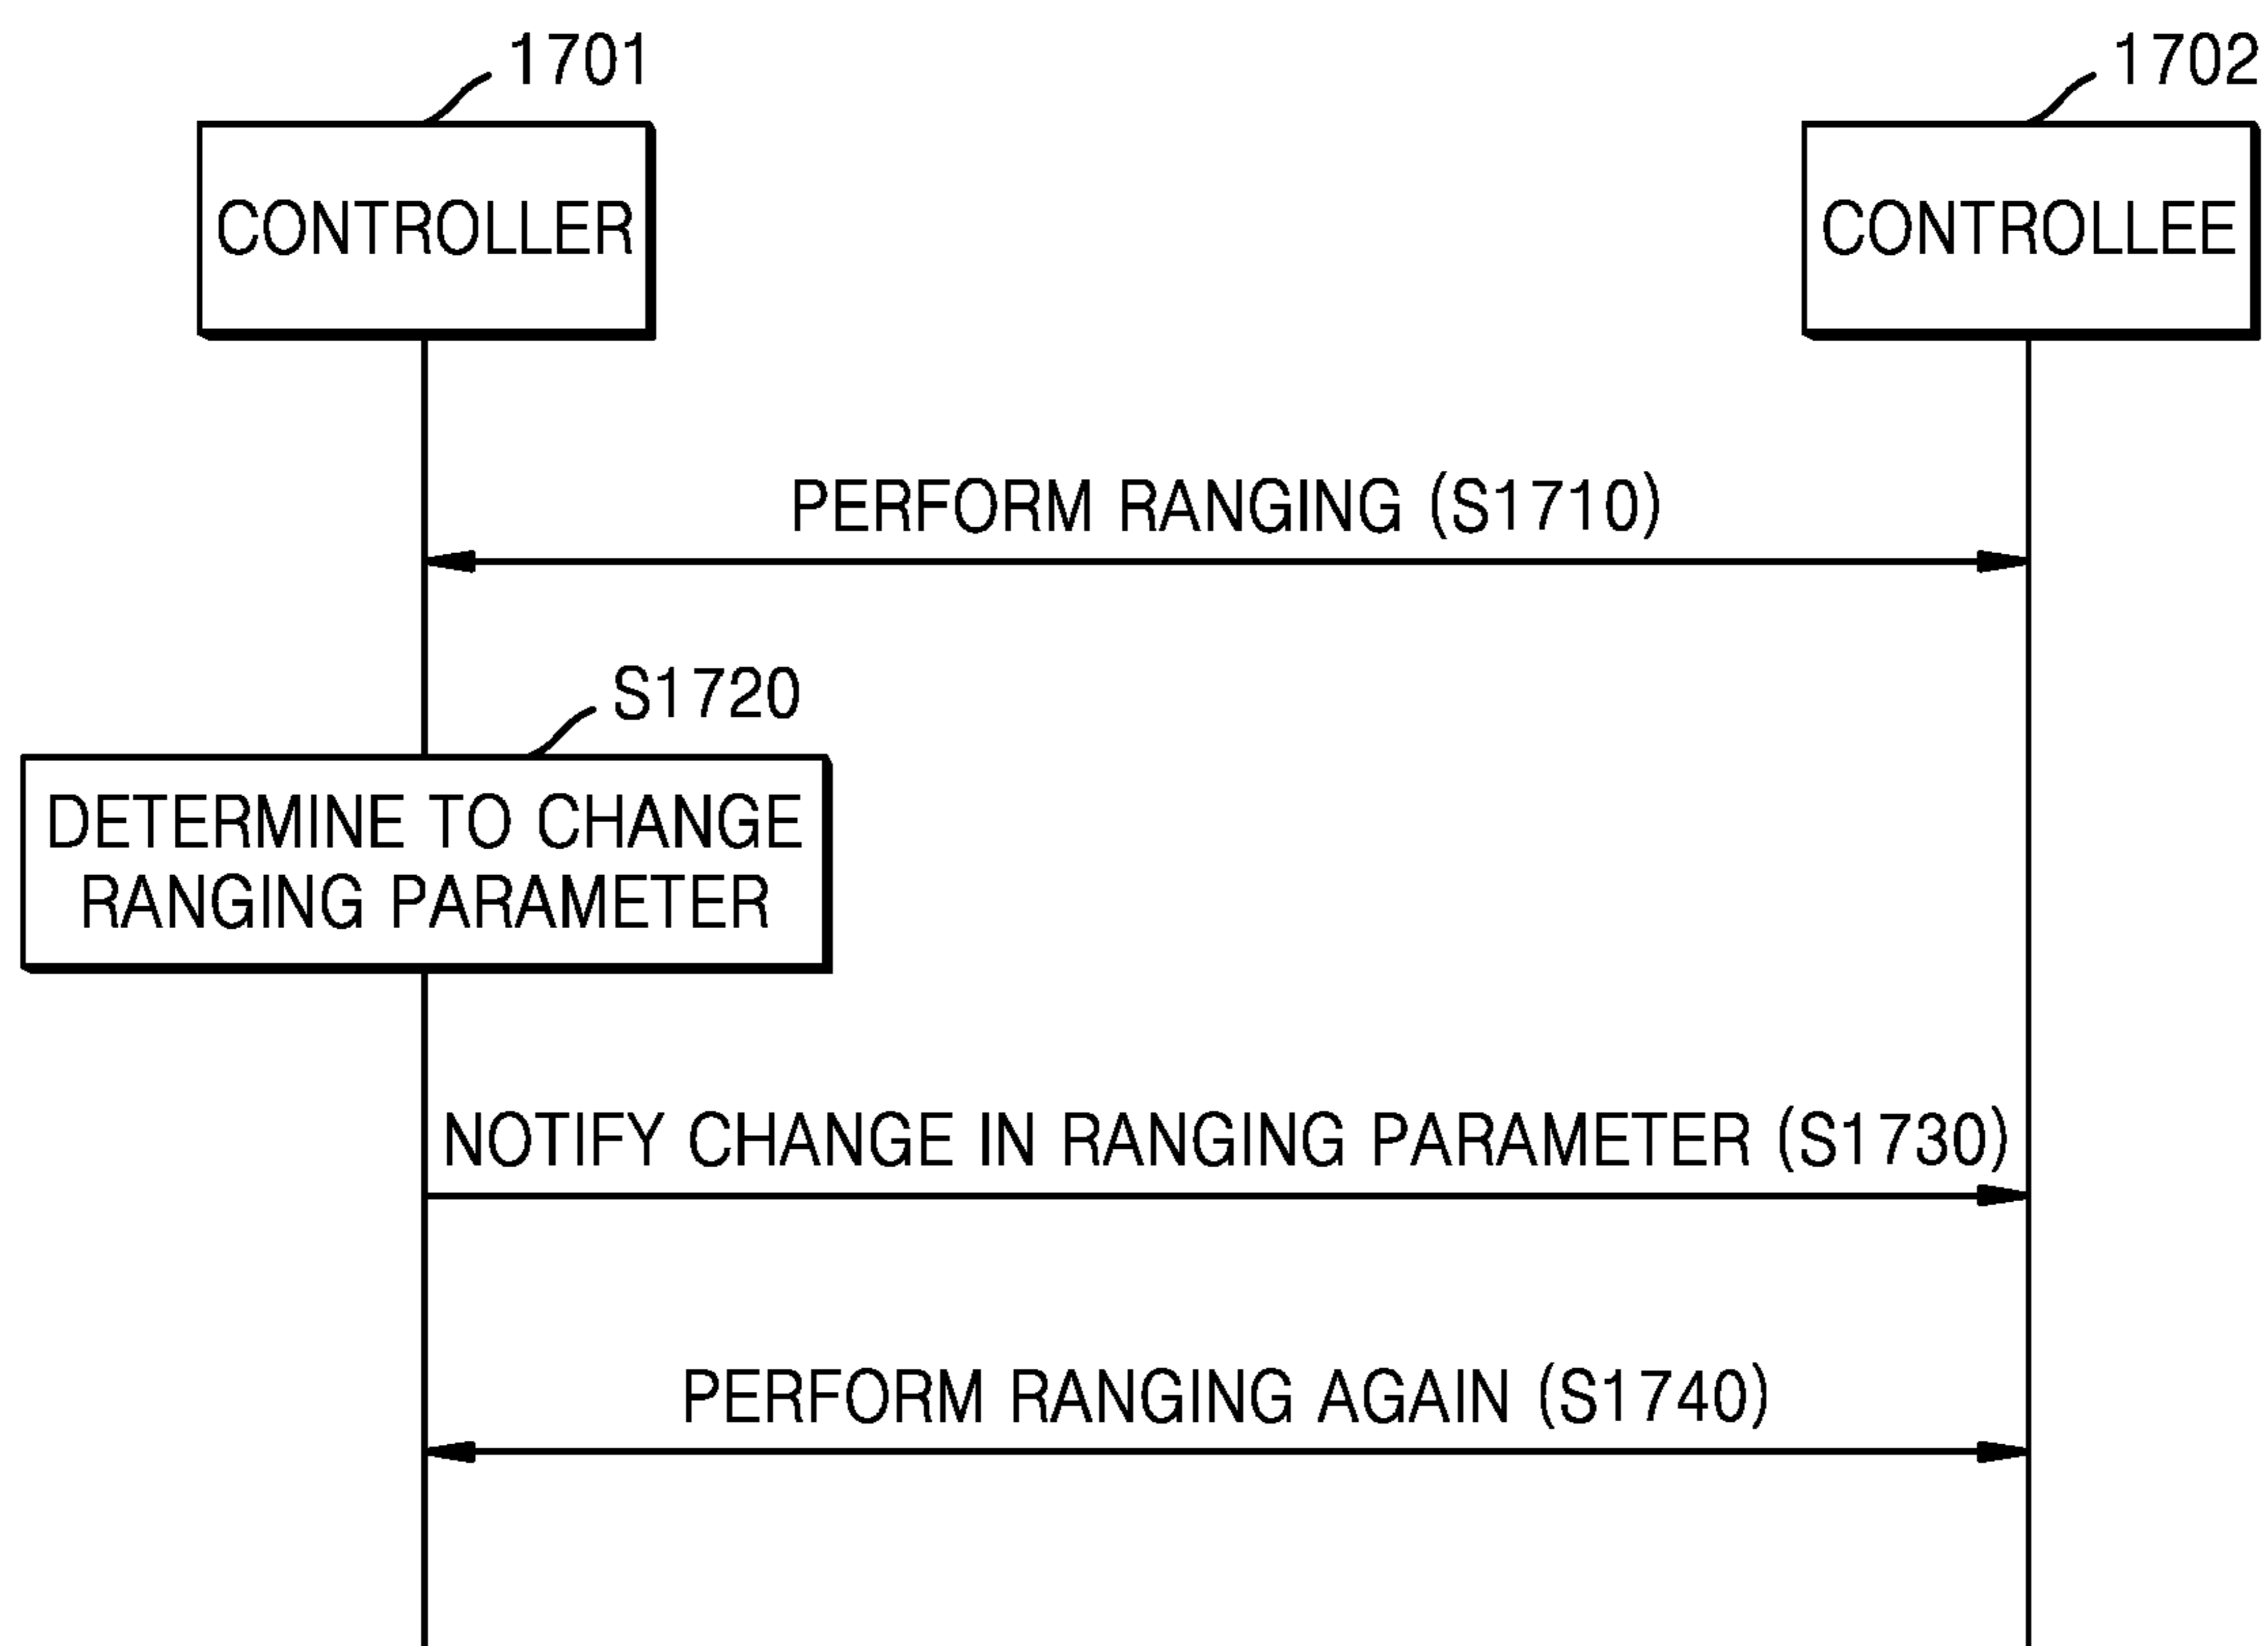 1701
1702
CONTROLLER
CONTROLLEE
PERFORM RANGING (S1710)
S1720
DETERMINE TO CHANGE
RANGING PARAMETER
NOTIFY CHANGE IN RANGING PARAMETER (S1730)
PERFORM RANGING AGAIN (S1740)